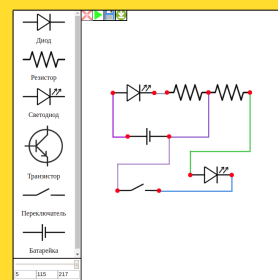 Диод
Резистор
Светодиод
Транзистор
Переключатель
Батарейка
5 115 217